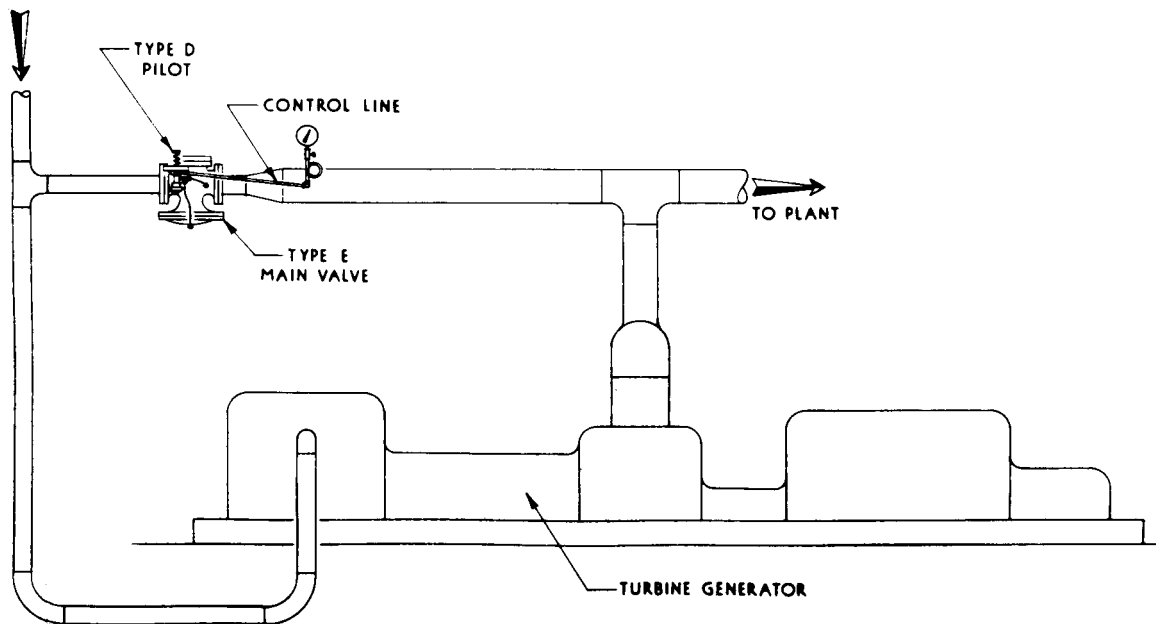 TYPE D
PILOT
CONTROL LINE
TO PLANT
TYPE E
MAIN VALVE
TURBINE GENERATOR